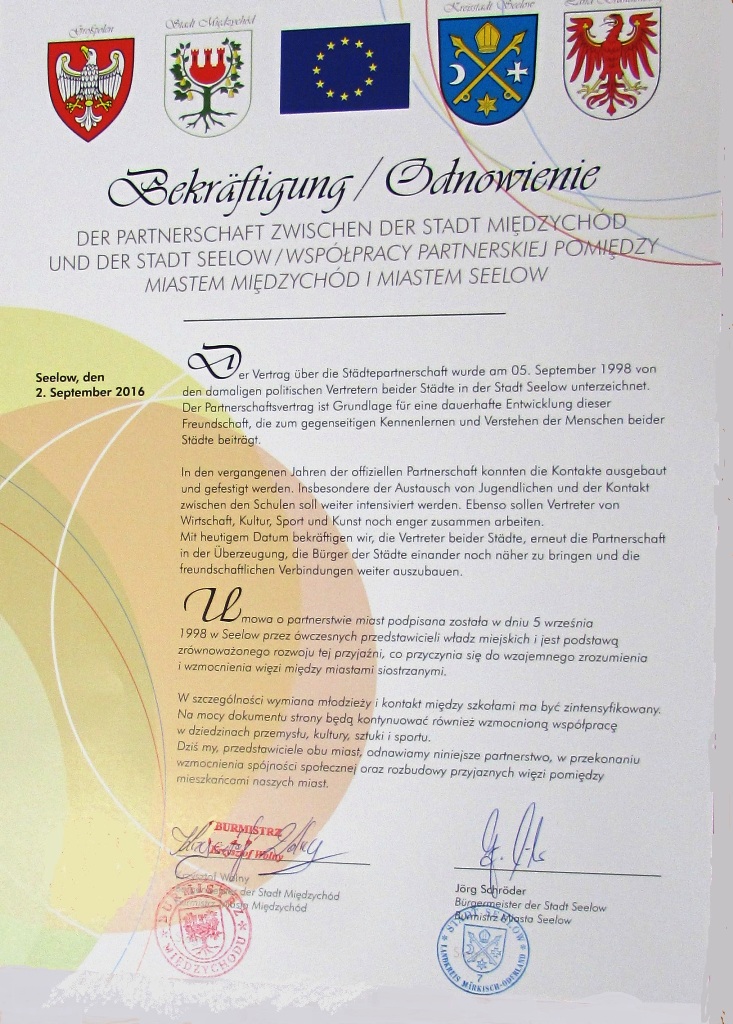 Großpolen
Stadt Międzychód
Kreisstadt Seelow
Bekräftigung / Odnowienie
DER PARTNERSCHAFT ZWISCHEN DER STADT MIĘDZYCHÓD
UND DER STADT SEELOW / WSPÓŁPRACY PARTNERSKIEJ POMIĘDZY
MIASTEM MIĘDZYCHÓD I MIASTEM SEELOW
Seelow, den
2. September 2016
Der Vertrag über die Städtepartnerschaft wurde am 05. September 1998 von
den damaligen politischen Vertretern beider Städte in der Stadt Seelow unterzeichnet.
Der Partnerschaftsvertrag ist Grundlage für eine dauerhafte Entwicklung dieser
Freundschaft, die zum gegenseitigen Kennenlernen und Verstehen der Menschen beider
Städte beiträgt.
In den vergangenen Jahren der offiziellen Partnerschaft konnten die Kontakte ausgebaut
und gefestigt werden. Insbesondere der Austausch von Jugendlichen und der Kontakt
zwischen den Schulen soll weiter intensiviert werden. Ebenso sollen Vertreter von
Wirtschaft, Kultur, Sport und Kunst noch enger zusammen arbeiten.
Mit heutigem Datum bekräftigen wir, die Vertreter beider Städte, erneut die Partnerschaft
in der Überzeugung, die Bürger der Städte einander noch näher zu bringen und die
freundschaftlichen Verbindungen weiter auszubauen.
Umowa o partnerstwie miast podpisana została w dniu 5 września
1998 w Seelow przez ówczesnych przedstawicieli władz miejskich i jest podstawą
zrównoważonego rozwoju tej przyjaźni, co przyczynia się do wzajemnego zrozumienia
i wzmocnienia więzi między miastami siostrzanymi.
W szczególności wymiana młodzieży i kontakt między szkołami ma być zintensyfikowany.
Na mocy dokumentu strony będą kontynuować również wzmocnioną współpracę
w dziedzinach przemysłu, kultury, sztuki i sportu.
Dziś my, przedstawiciele obu miast, odnawiamy niniejsze partnerstwo, w przekonaniu
wzmocnienia spójności społecznej oraz rozbudowy przyjaznych więzi pomiędzy
mieszkańcami naszych miast.
BURMISTRZ
Krzysztof Wolny
Krzysztof Wolny
der Stadt Międzychód
Burmistrz Miasta Międzychód
BURMISTRZ
MIĘDZYCHODU
Jörg Schröder
Bürgermeister der Stadt Seelow
Burmistrz Miasta Seelow
STADT SEELOW
7
LANDKREIS MÄRKISCH-ODERLAND